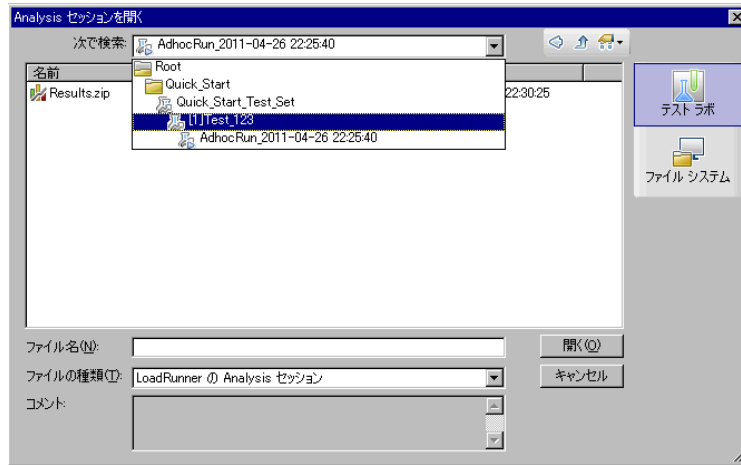 Analysis セッションを開く
次で検索:
AdhocRun_2011-04-26 22:25:40
Root
Quick_Start
Quick_Start_Test_Set
[1]Test_123
AdhocRun_2011-04-26 22:25:40
名前
Results.zip
22:30:25
テスト ラボ
ファイル システム
ファイル名(N):
開く(O)
ファイルの種類(T):
LoadRunner の Analysis セッション
キャンセル
コメント: